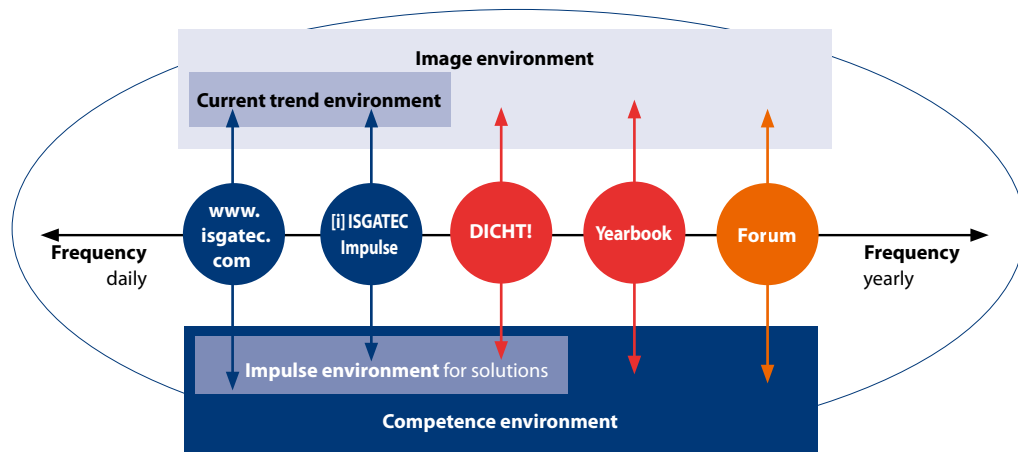 Image environment
Current trend environment
www.
isgatec.
com
[i] ISGATEC
Impulse
DICHT!
Yearbook
Forum
Frequency
daily
Frequency
yearly
Impulse environment for solutions
Competence environment